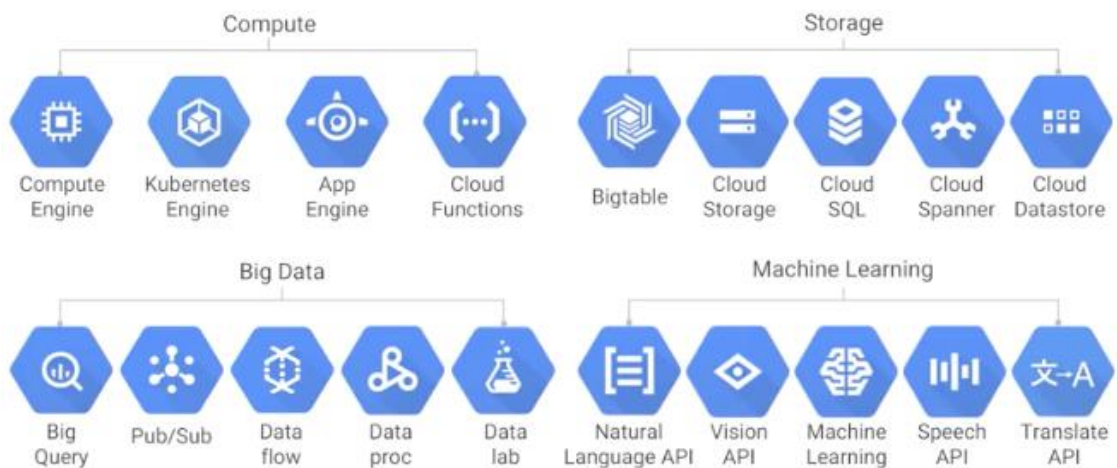 Compute
Storage
Compute
Engine
Kubernetes
Engine
App
Engine
Cloud
Functions
Bigtable
Cloud
Storage
Cloud
SQL
Cloud
Spanner
Cloud
Datastore
Big Data
Machine Learning
文→A
Big
Query
Pub/Sub
Data
flow
Data
proc
Data
lab
Natural
Language API
Vision
API
Machine
Learning
Speech
API
Translate
API